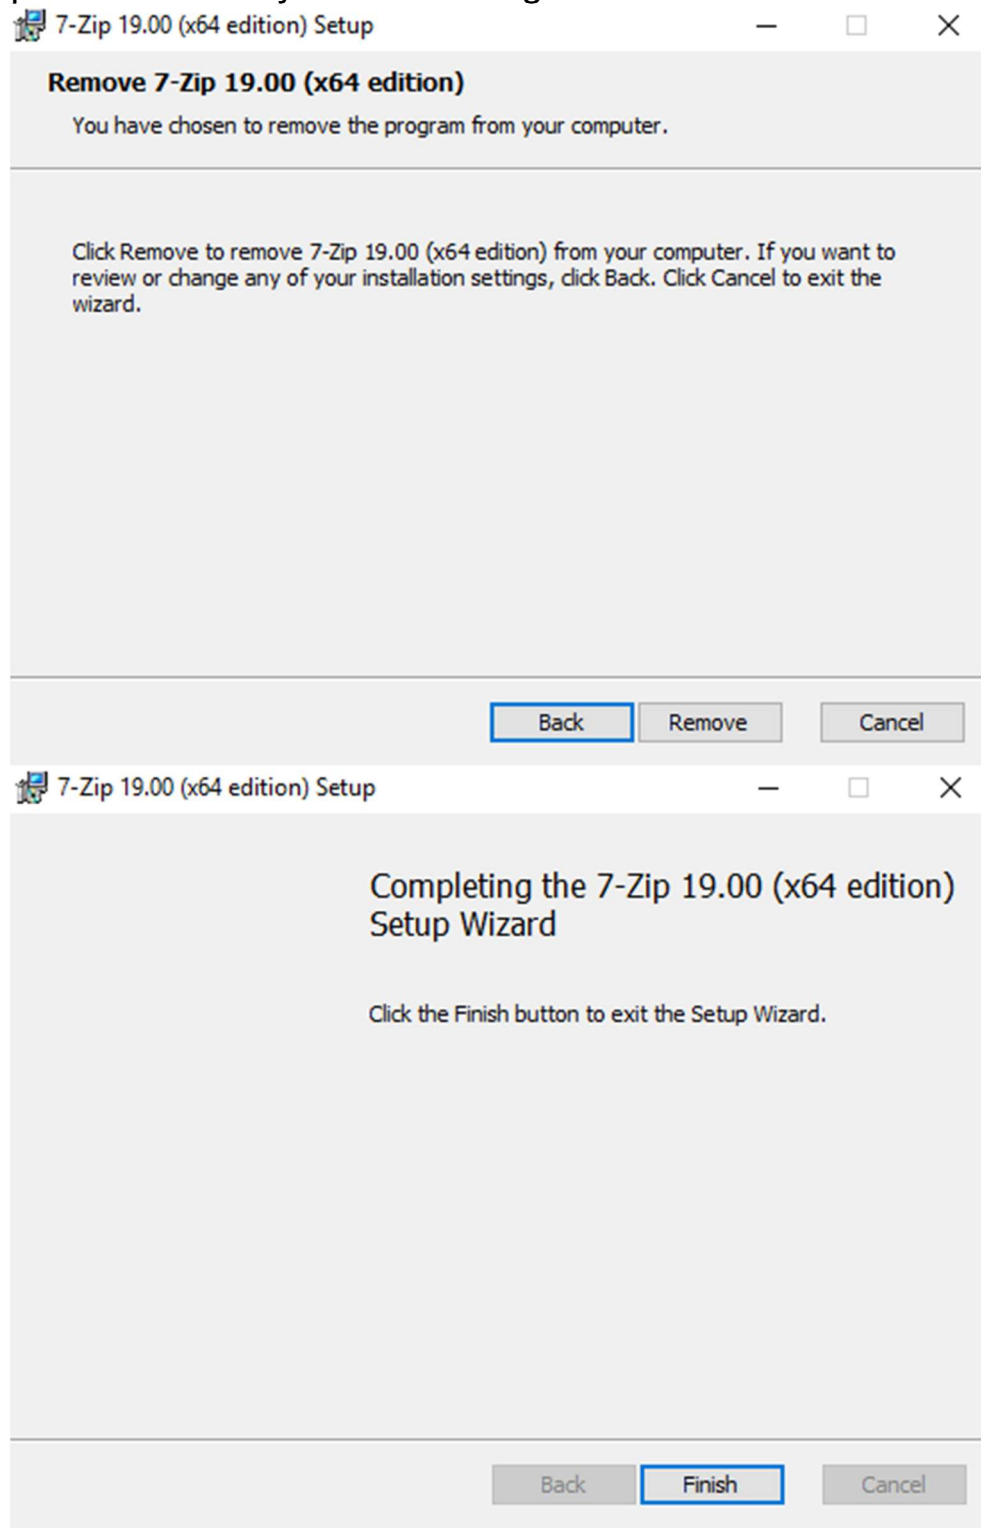 7-Zip 19.00 (x64 edition) Setup
Remove 7-Zip 19.00 (x64 edition)
You have chosen to remove the program from your computer.
Click Remove to remove 7-Zip 19.00 (x64 edition) from your computer. If you want to
review or change any of your installation settings, click Back. Click Cancel to exit the
wizard.
Back Remove Cancel
7-Zip 19.00 (x64 edition) Setup
Completing the 7-Zip 19.00 (x64 edition)
Setup Wizard
Click the Finish button to exit the Setup Wizard.
Back Finish Cancel